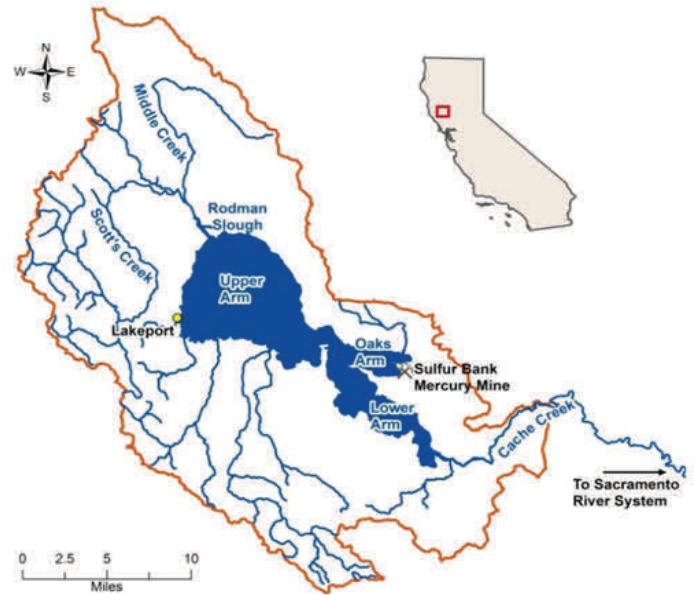 N
W E
S
Middle Creek
Scott's Creek
Rodman
Slough
Upper
Arm
Lakeport
Oaks
Arm
Sulfur Bank
Mercury Mine
Lower
Arm
Cache Creek
To Sacramento
River System
0 2.5 5 10
Miles